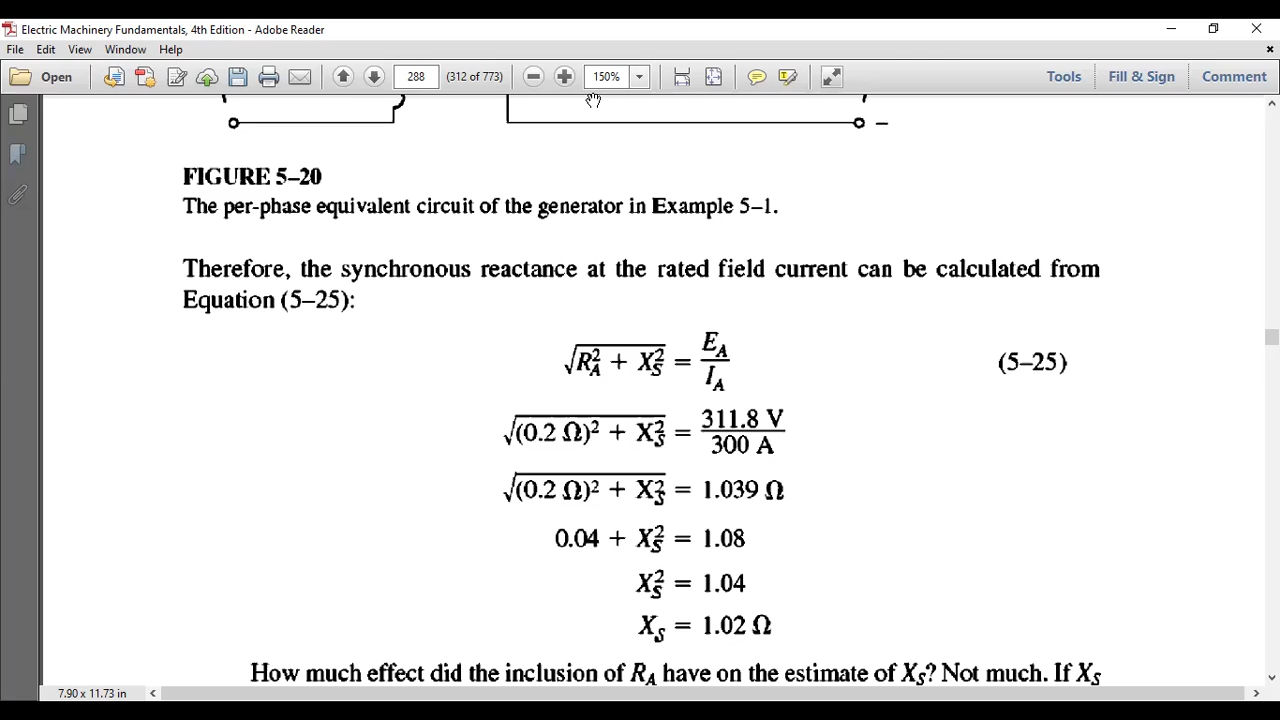 Electric Machinery Fundamentals, 4th Edition - Adobe Reader
File Edit View Window Help
Open 288 (312 of 773) 150% Tools Fill & Sign Comment
–
FIGURE 5–20
The per-phase equivalent circuit of the generator in Example 5–1.
Therefore, the synchronous reactance at the rated field current can be calculated from
Equation (5–25):
√(R_A² + X_S²) = E_A / I_A (5–25)
√((0.2 Ω)² + X_S²) = 311.8 V / 300 A
√((0.2 Ω)² + X_S²) = 1.039 Ω
0.04 + X_S² = 1.08
X_S² = 1.04
X_S = 1.02 Ω
How much effect did the inclusion of R_A have on the estimate of X_S? Not much. If X_S
7.90 x 11.73 in